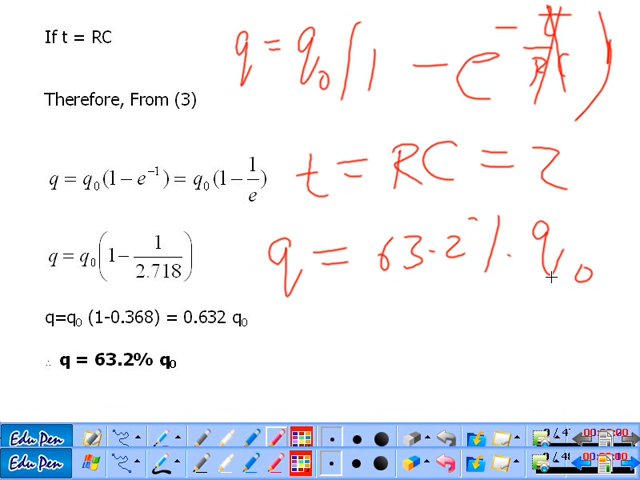 If t = RC
q = q₀(1 - e^(-t/RC))
Therefore, From (3)
q = q₀(1 - e⁻¹) = q₀(1 - 1/e)
t = RC = 2
q = q₀(1 - 1/2.718)
q = 63.2% . q₀
q=q₀ (1-0.368) = 0.632 q₀
∴ q = 63.2% q₀
Edu Pen
Edu Pen